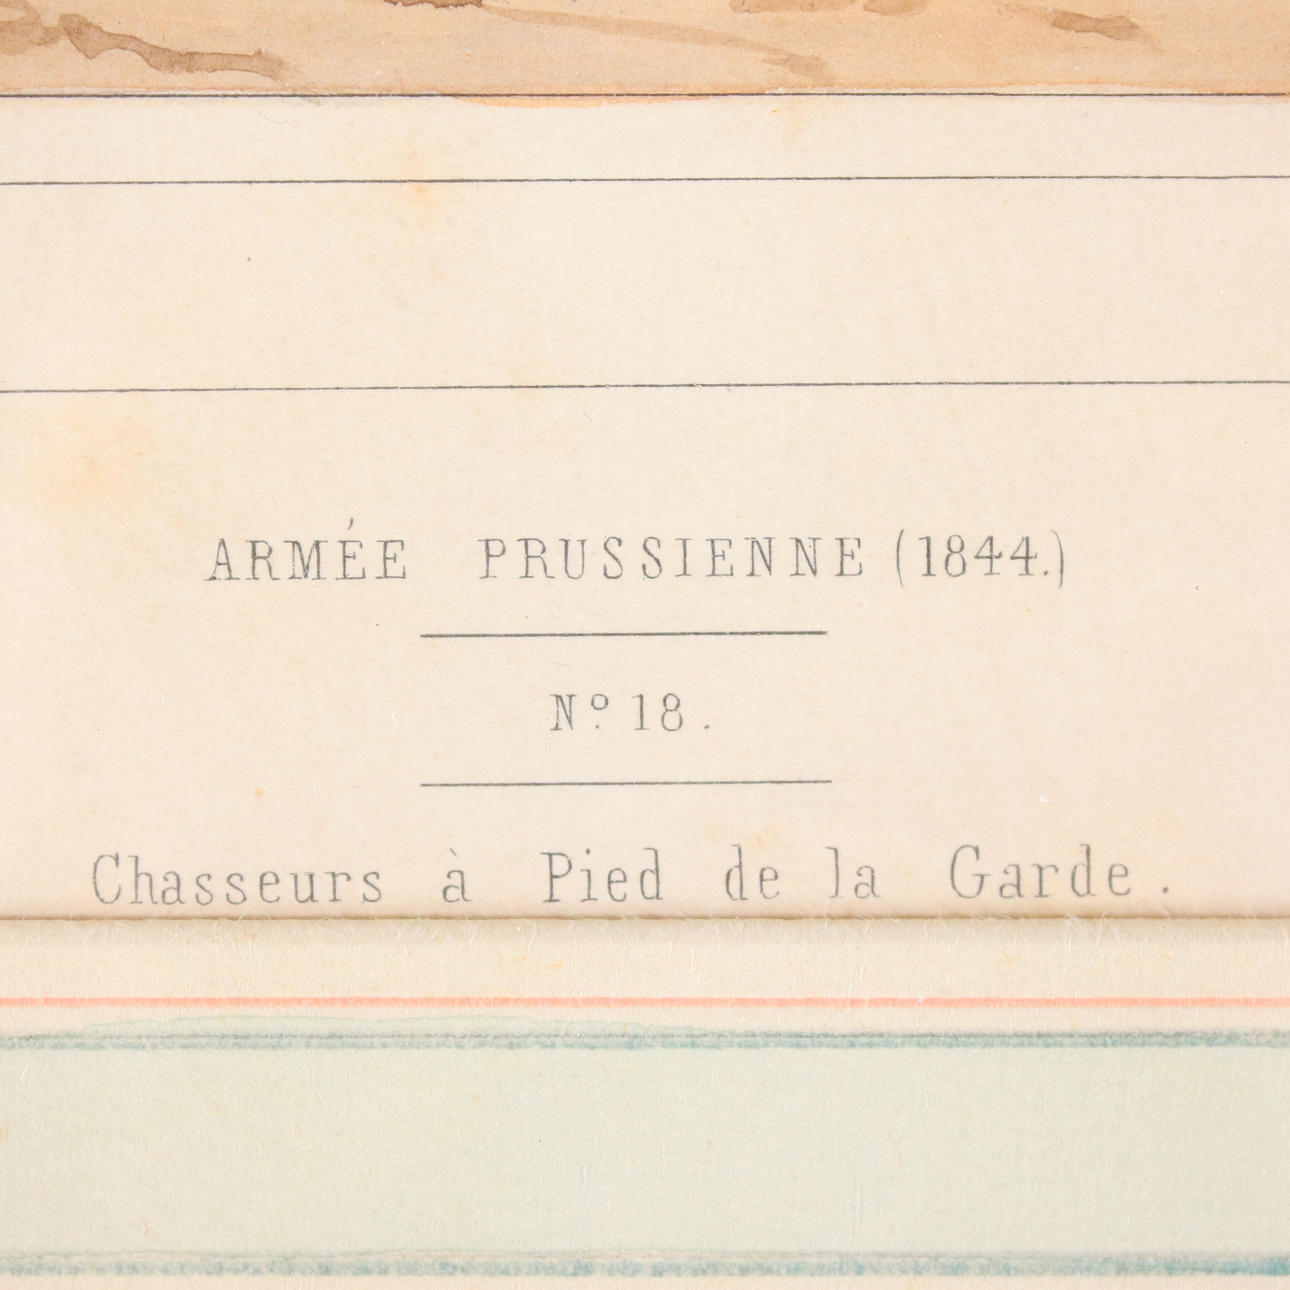 ARMÉE PRUSSIENNE (1844.)
Nº 18.
Chasseurs à Pied de la Garde.